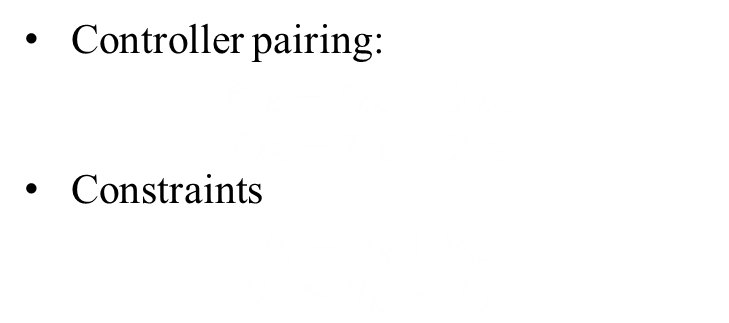 • Controller pairing:
• Constraints